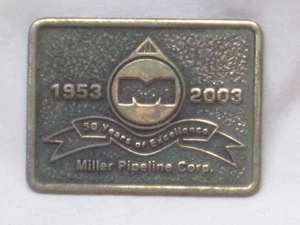 1953 M 2003
50 Years of Excellence
Miller Pipeline Corp.